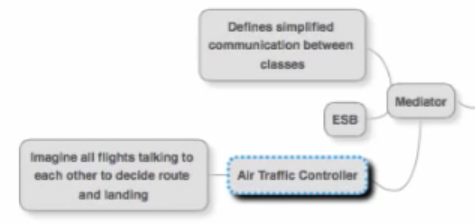 Defines simplified
communication between
classes
Mediator
ESB
Imagine all flights talking to
each other to decide route
and landing
Air Traffic Controller